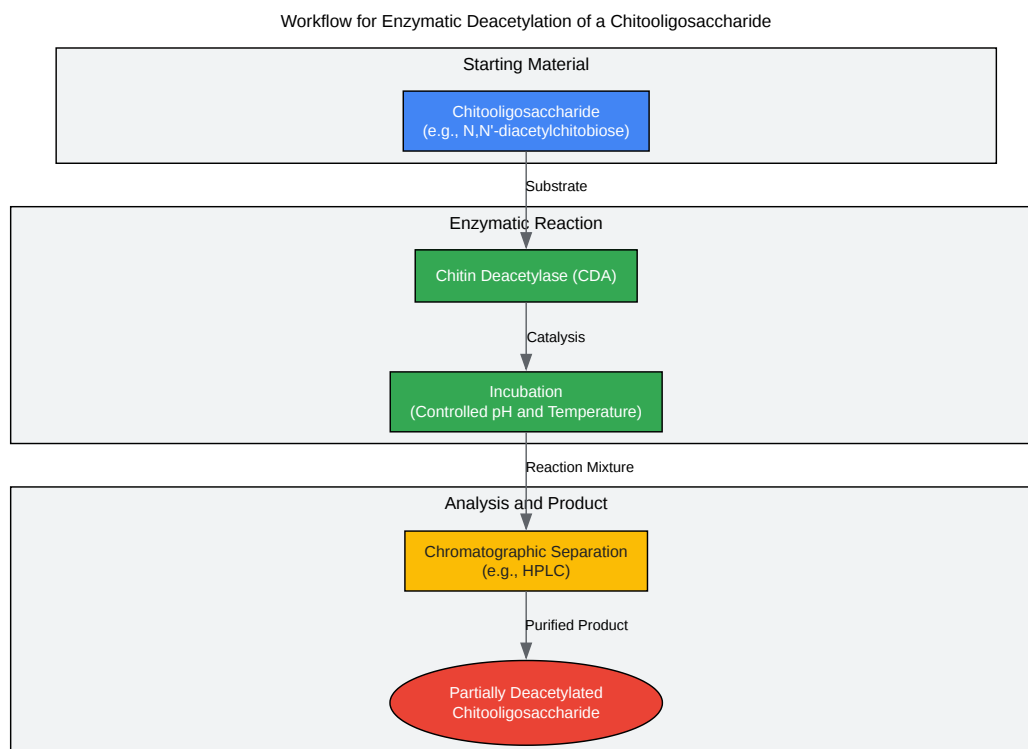 Workflow for Enzymatic Deacetylation of a Chitooligosaccharide
Starting Material
Chitooligosaccharide
(e.g., N,N'-diacetylchitobiose)
Substrate
Enzymatic Reaction
Chitin Deacetylase (CDA)
Catalysis
Incubation
(Controlled pH and Temperature)
Reaction Mixture
Analysis and Product
Chromatographic Separation
(e.g., HPLC)
Purified Product
Partially Deacetylated
Chitooligosaccharide